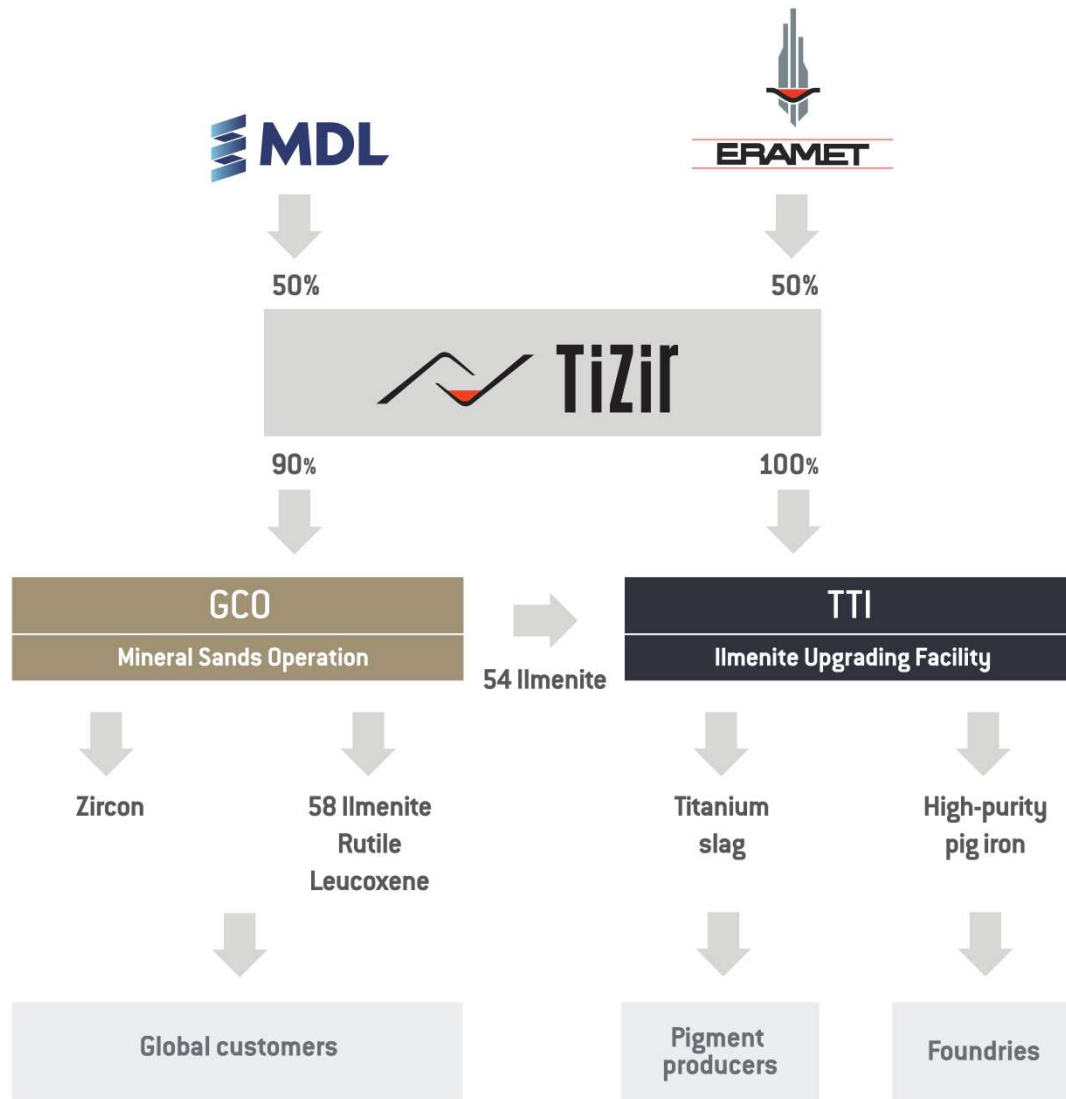 MDL
ERAMET
50%
50%
TiZir
90%
100%
GCO
Mineral Sands Operation
54 Ilmenite
TTI
Ilmenite Upgrading Facility
Zircon
58 Ilmenite
Rutile
Leucoxene
Titanium
slag
High-purity
pig iron
Global customers
Pigment
producers
Foundries